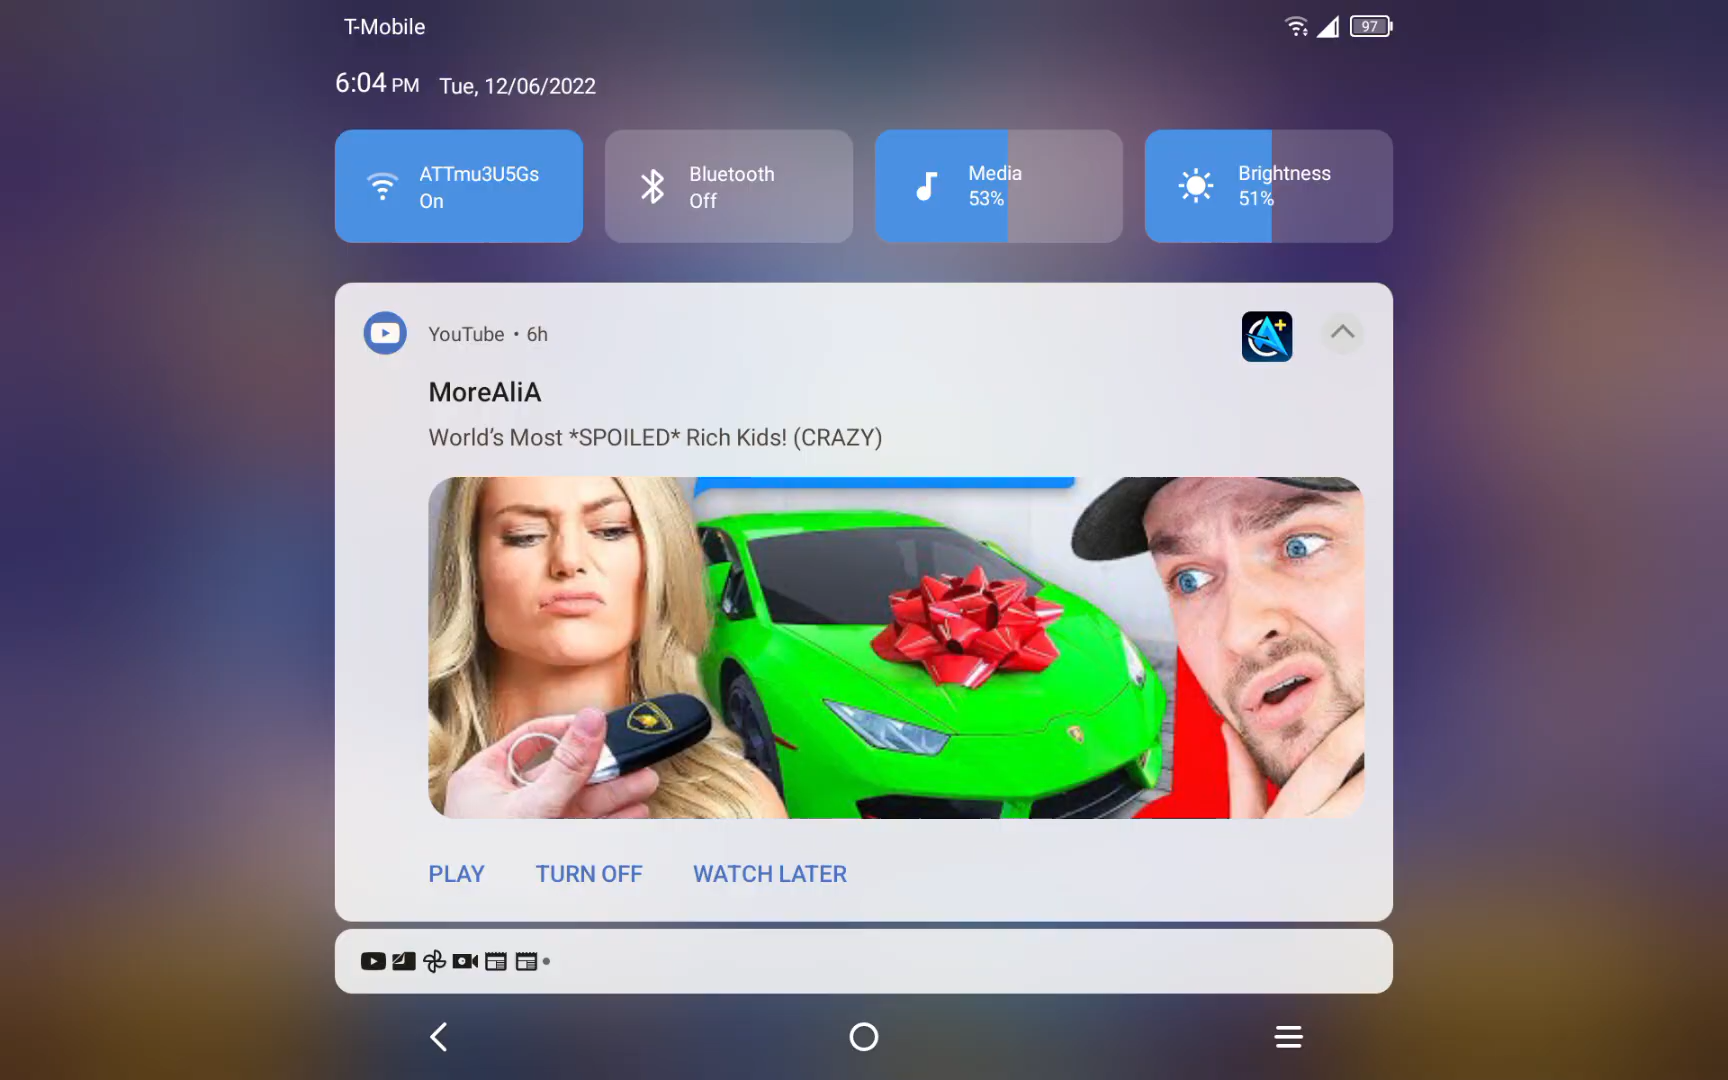 T-Mobile
97
6:04 PM Tue, 12/06/2022
ATTmu3U5Gs
On
Bluetooth
Off
Media
53%
Brightness
51%
YouTube • 6h
MoreAliA
World's Most *SPOILED* Rich Kids! (CRAZY)
PLAY TURN OFF WATCH LATER